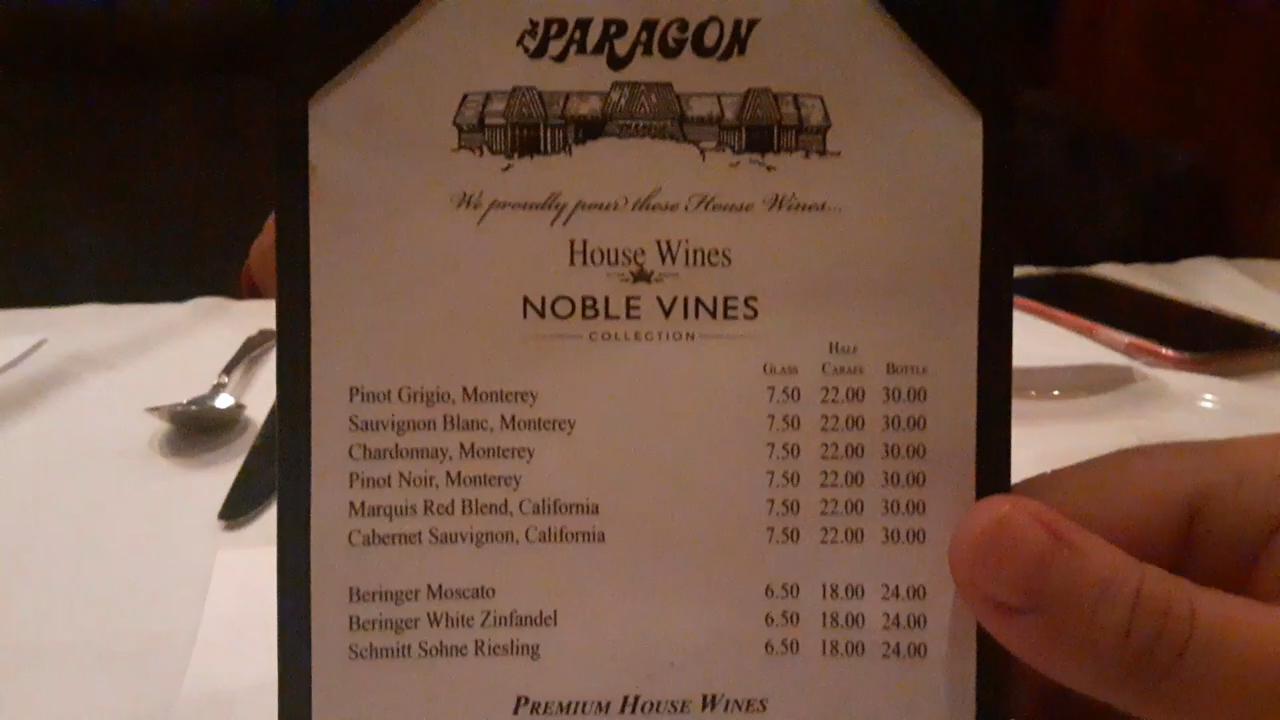 The PARAGON
We proudly pour these House Wines...
House Wines
NOBLE VINES
COLLECTION
Half
Glass Carafe Bottle
Pinot Grigio, Monterey 7.50 22.00 30.00
Sauvignon Blanc, Monterey 7.50 22.00 30.00
Chardonnay, Monterey 7.50 22.00 30.00
Pinot Noir, Monterey 7.50 22.00 30.00
Marquis Red Blend, California 7.50 22.00 30.00
Cabernet Sauvignon, California 7.50 22.00 30.00
Beringer Moscato 6.50 18.00 24.00
Beringer White Zinfandel 6.50 18.00 24.00
Schmitt Sohne Riesling 6.50 18.00 24.00
PREMIUM HOUSE WINES